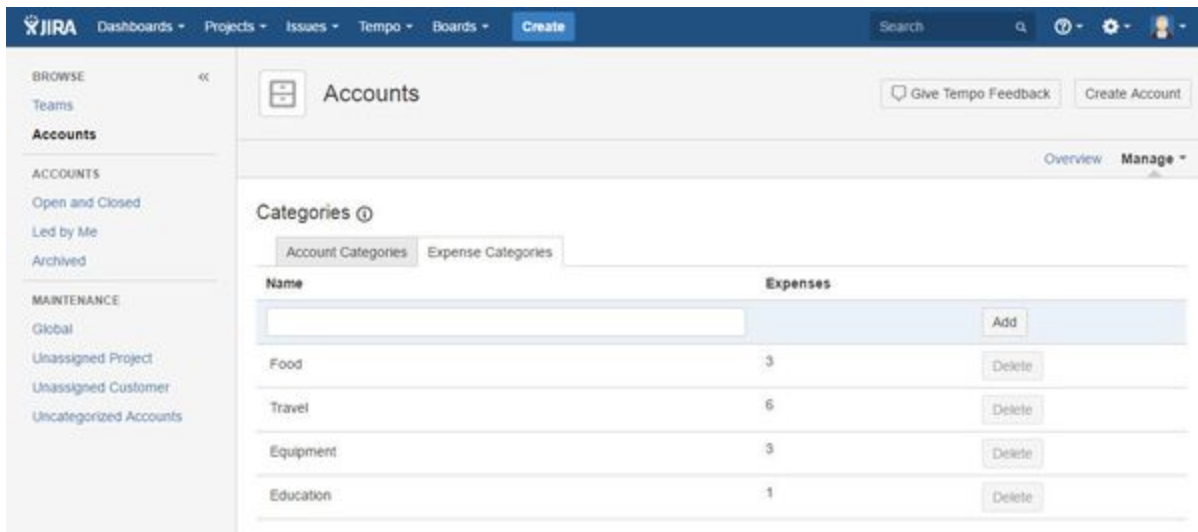 JIRA Dashboards Projects Issues Tempo Boards Create Search
BROWSE
Teams
Accounts
ACCOUNTS
Open and Closed
Led by Me
Archived
MAINTENANCE
Global
Unassigned Project
Unassigned Customer
Uncategorized Accounts
Accounts
Give Tempo Feedback Create Account
Overview Manage
Categories
Account Categories Expense Categories
Name Expenses
Add
Food 3 Delete
Travel 6 Delete
Equipment 3 Delete
Education 1 Delete